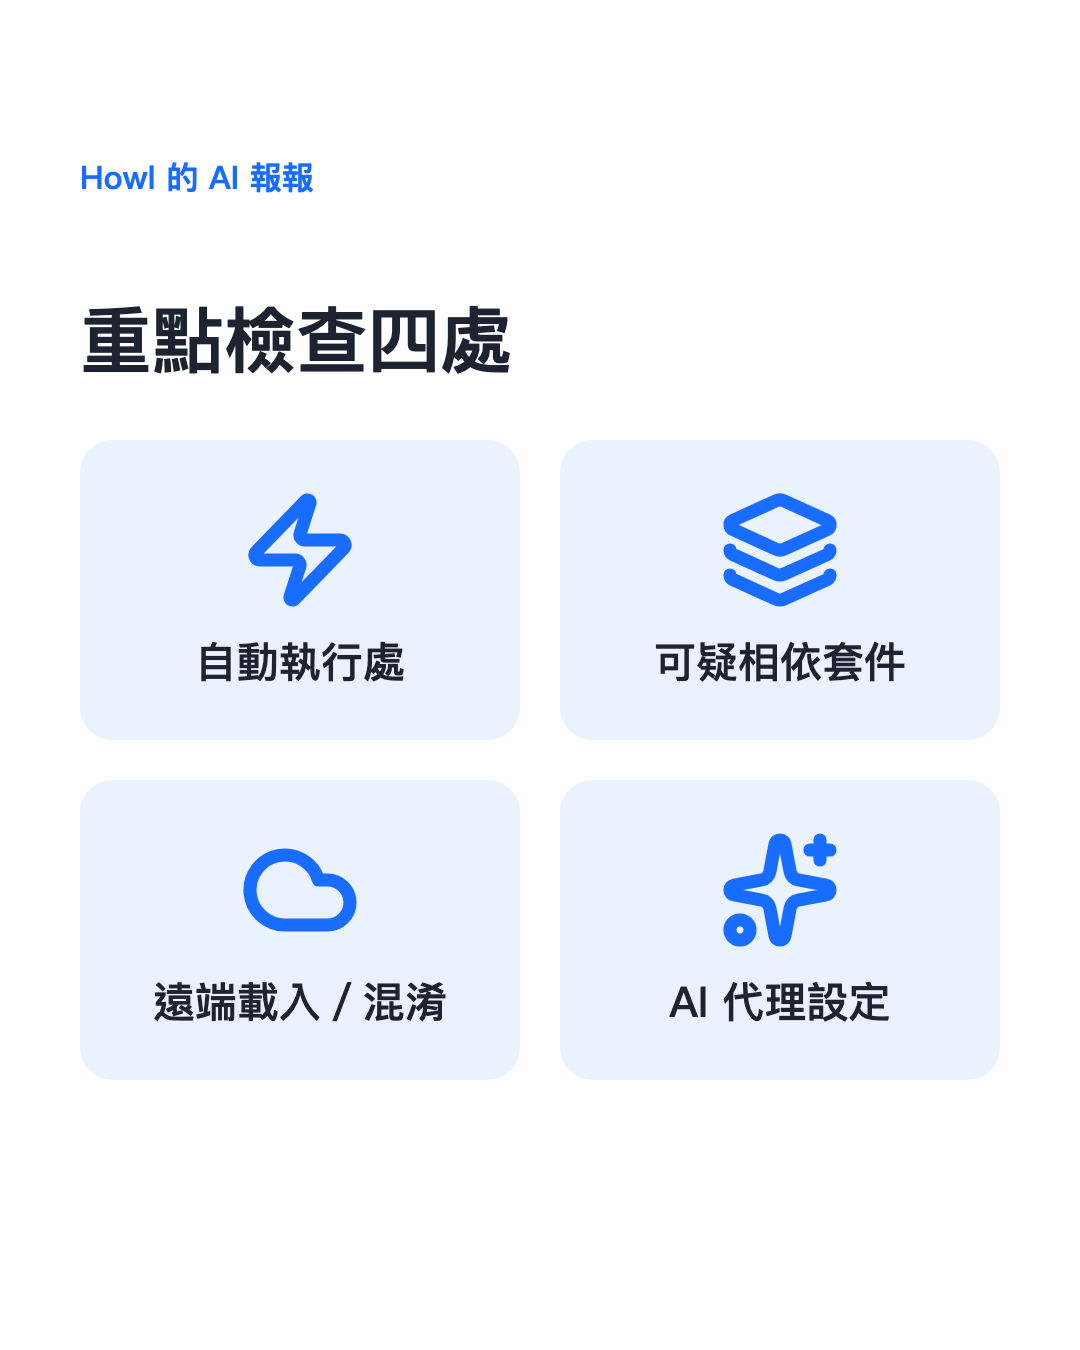 Howl 的 AI 報報
重點檢查四處
自動執行處
可疑相依套件
遠端載入 / 混淆
AI 代理設定